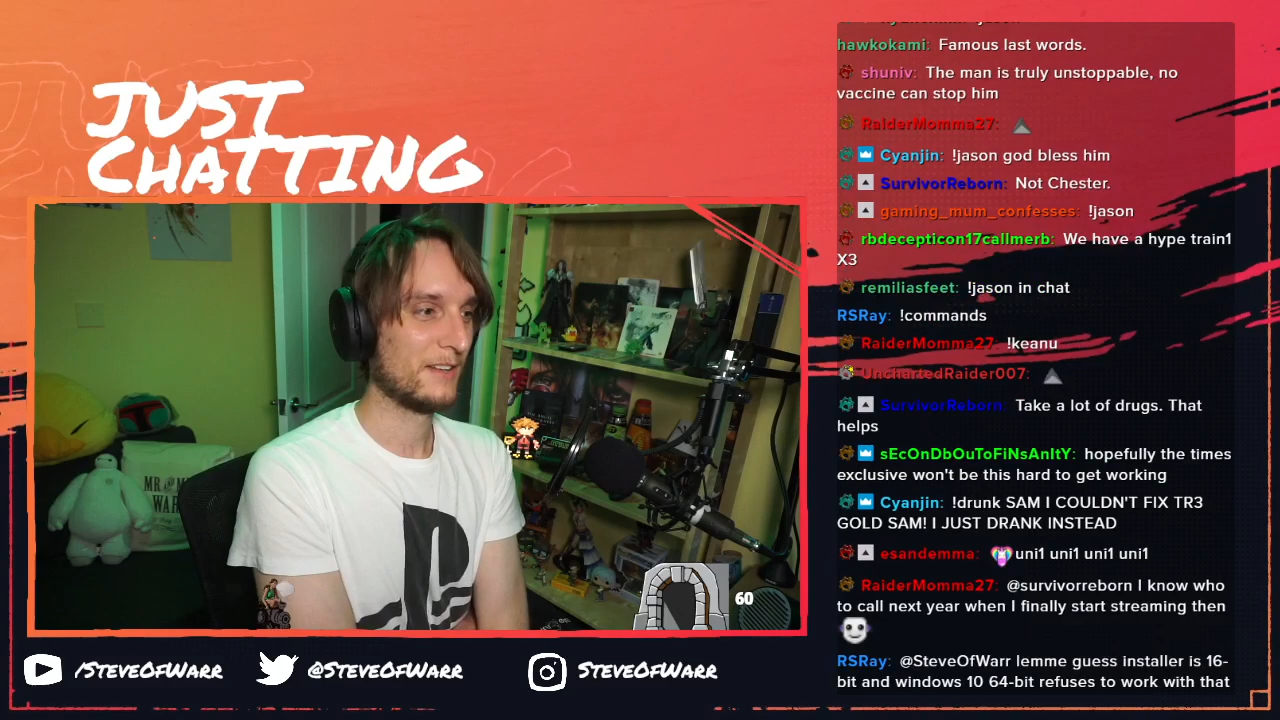 JUST
CHATTING
MR
WAR
60
/SteveOfWarr
@SteveOfWarr
SteveOfWarr
hawkokami: Famous last words.
shuniv: The man is truly unstoppable, no
vaccine can stop him
RaiderMomma27:
Cyanjin: !jason god bless him
SurvivorReborn: Not Chester.
gaming_mum_confesses: !jason
rbdecepticon17callmerb: We have a hype train1
X3
remiliasfeet: !jason in chat
RSRay: !commands
RaiderMomma27: !keanu
UnchartedRaider007:
SurvivorReborn: Take a lot of drugs. That
helps
sEcOnDbOuToFiNsAnItY: hopefully the times
exclusive won't be this hard to get working
Cyanjin: !drunk SAM I COULDN'T FIX TR3
GOLD SAM! I JUST DRANK INSTEAD
esandemma: uni1 uni1 uni1 uni1
RaiderMomma27: @survivorreborn I know who
to call next year when I finally start streaming then
RSRay: @SteveOfWarr lemme guess installer is 16-
bit and windows 10 64-bit refuses to work with that